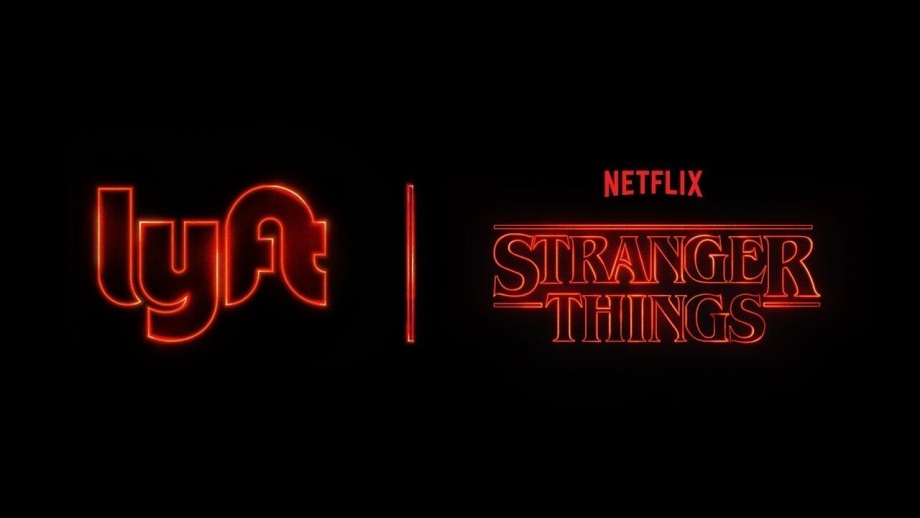 lyft
NETFLIX
STRANGER
THINGS